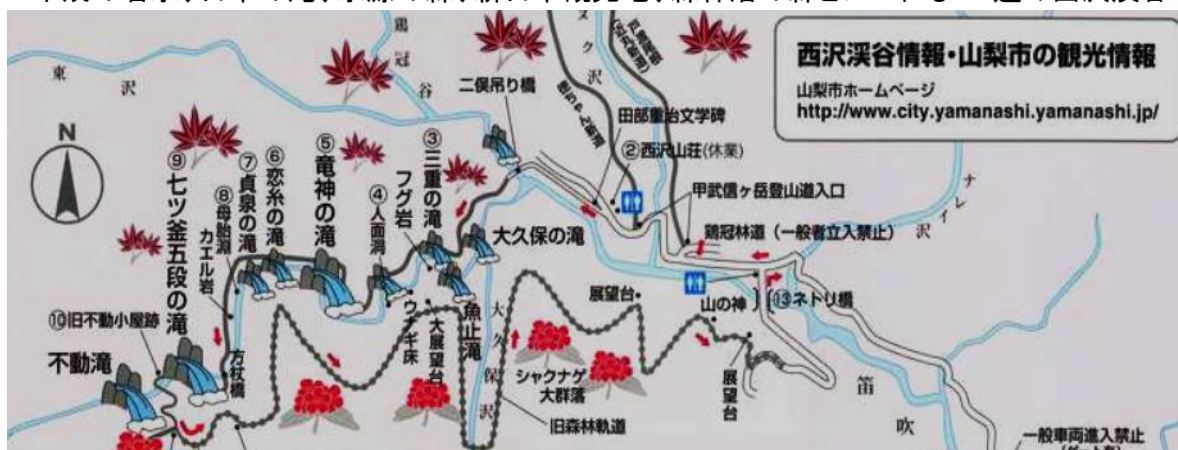 西沢渓谷情報・山梨市の観光情報
山梨市ホームページ
http://www.city.yamanashi.yamanashi.jp/
東沢
鶏冠谷
ヌク沢
二俣吊り橋
田部重治文学碑
②西沢山荘(休業)
甲武信ヶ岳登山道入口
鶏冠林道(一般者立入禁止)
ナレイ沢
N
⑨七ツ釜五段の滝
⑧母胎淵
カエル岩
⑦貞泉の滝
⑥恋糸の滝
⑤竜神の滝
④人面洞
フグ岩
③三重の滝
大久保の滝
⑩旧不動小屋跡
不動滝
方杖橋
ウナギ床
大展望台
魚止滝
大久保沢
シャクナゲ
大群落
旧森林軌道
展望台
山の神
⑬ネトリ橋
展望台
笛吹
一般車両進入禁止